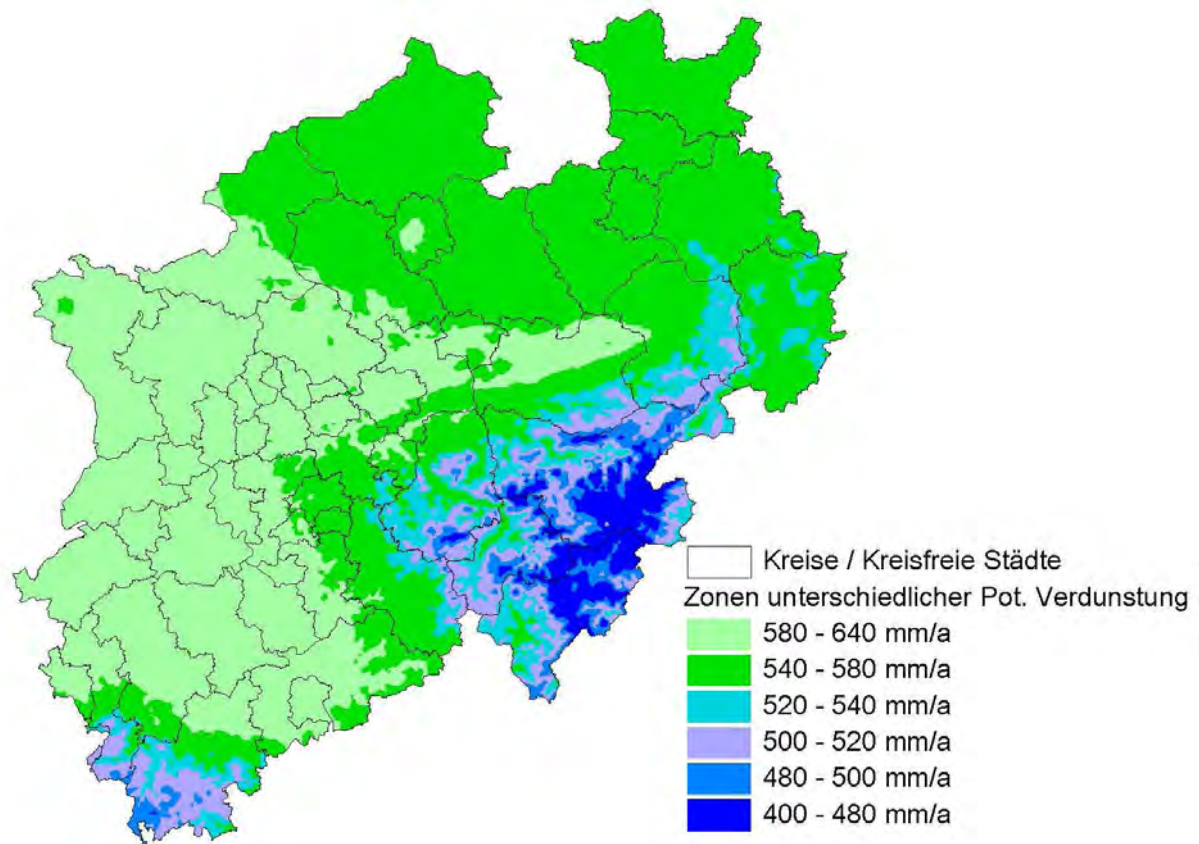 Kreise / Kreisfreie Städte
Zonen unterschiedlicher Pot. Verdunstung
580 - 640 mm/a
540 - 580 mm/a
520 - 540 mm/a
500 - 520 mm/a
480 - 500 mm/a
400 - 480 mm/a